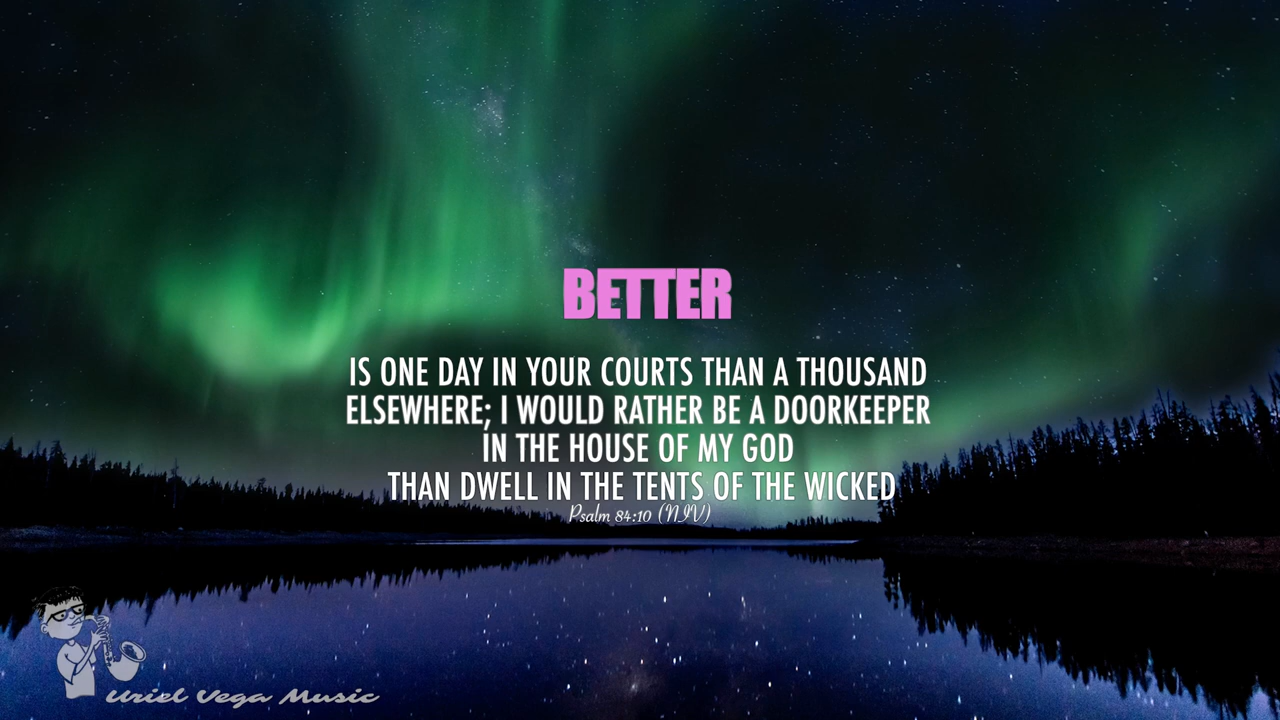 BETTER
IS ONE DAY IN YOUR COURTS THAN A THOUSAND
ELSEWHERE; I WOULD RATHER BE A DOORKEEPER
IN THE HOUSE OF MY GOD
THAN DWELL IN THE TENTS OF THE WICKED
Psalm 84:10 (NIV)
Uriel Vega Music